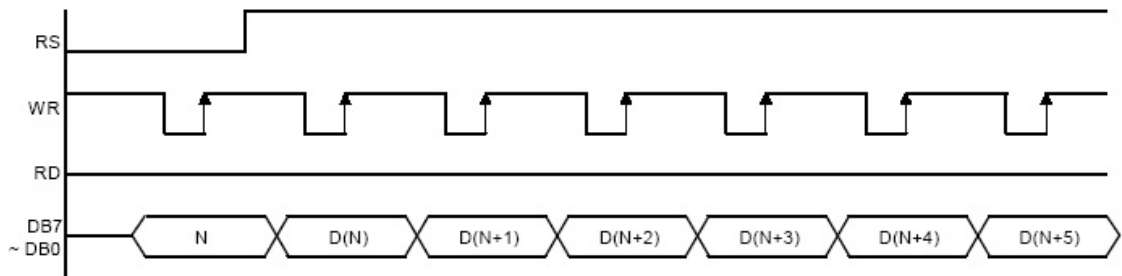 RS
WR
RD
DB7
~ DB0
N D(N) D(N+1) D(N+2) D(N+3) D(N+4) D(N+5)